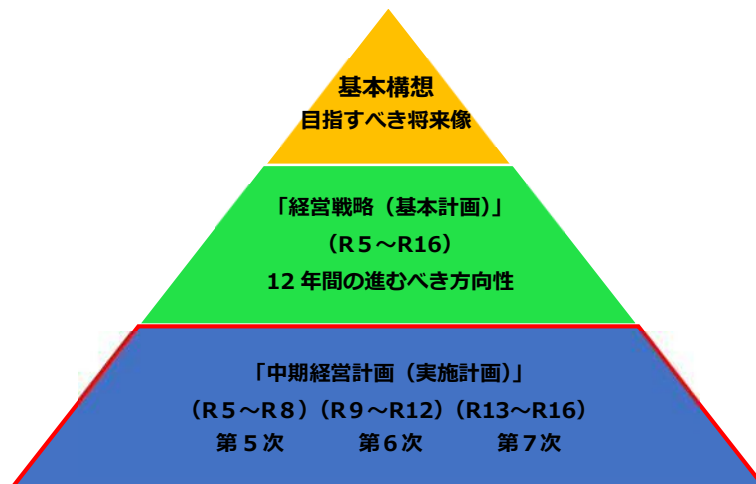 基本構想
目指すべき将来像
「経営戦略（基本計画）」
（R５～R16）
12 年間の進むべき方向性
「中期経営計画（実施計画）」
（R５～R８）（R９～R12）（R13～R16）
第５次 第６次 第７次